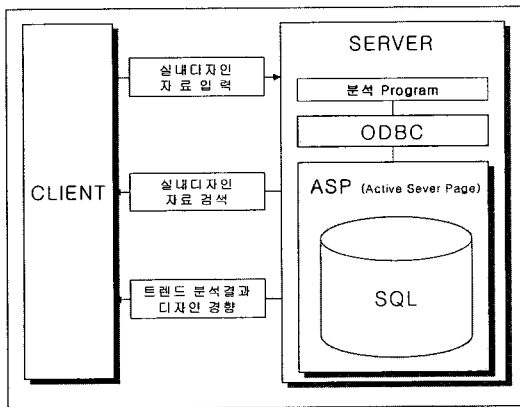 CLIENT
실내디자인
자료 입력
실내디자인
자료 검색
트렌드 분석결과
디자인 경향
SERVER
분석 Program
ODBC
ASP (Active Sever Page)
SQL